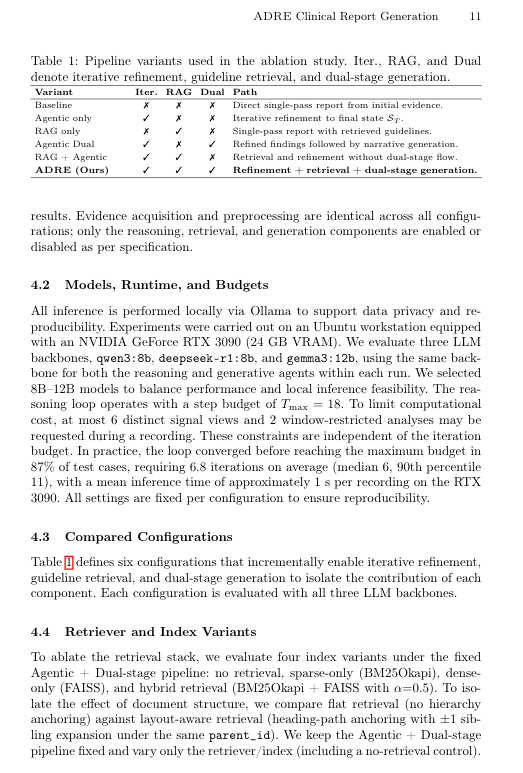 ADRE Clinical Report Generation 11
Table 1: Pipeline variants used in the ablation study. Iter., RAG, and Dual
denote iterative refinement, guideline retrieval, and dual-stage generation.
Variant Iter. RAG Dual Path
Baseline ✗ ✗ ✗ Direct single-pass report from initial evidence.
Agentic only ✓ ✗ ✗ Iterative refinement to final state S_T.
RAG only ✗ ✓ ✗ Single-pass report with retrieved guidelines.
Agentic Dual ✓ ✗ ✓ Refined findings followed by narrative generation.
RAG + Agentic ✓ ✓ ✗ Retrieval and refinement without dual-stage flow.
ADRE (Ours) ✓ ✓ ✓ Refinement + retrieval + dual-stage generation.
results. Evidence acquisition and preprocessing are identical across all configu-
rations; only the reasoning, retrieval, and generation components are enabled or
disabled as per specification.
4.2 Models, Runtime, and Budgets
All inference is performed locally via Ollama to support data privacy and re-
producibility. Experiments were carried out on an Ubuntu workstation equipped
with an NVIDIA GeForce RTX 3090 (24 GB VRAM). We evaluate three LLM
backbones, qwen3:8b, deepseek-r1:8b, and gemma3:12b, using the same back-
bone for both the reasoning and generative agents within each run. We selected
8B–12B models to balance performance and local inference feasibility. The rea-
soning loop operates with a step budget of T_max = 18. To limit computational
cost, at most 6 distinct signal views and 2 window-restricted analyses may be
requested during a recording. These constraints are independent of the iteration
budget. In practice, the loop converged before reaching the maximum budget in
87% of test cases, requiring 6.8 iterations on average (median 6, 90th percentile
11), with a mean inference time of approximately 1 s per recording on the RTX
3090. All settings are fixed per configuration to ensure reproducibility.
4.3 Compared Configurations
Table 1 defines six configurations that incrementally enable iterative refinement,
guideline retrieval, and dual-stage generation to isolate the contribution of each
component. Each configuration is evaluated with all three LLM backbones.
4.4 Retriever and Index Variants
To ablate the retrieval stack, we evaluate four index variants under the fixed
Agentic + Dual-stage pipeline: no retrieval, sparse-only (BM25Okapi), dense-
only (FAISS), and hybrid retrieval (BM25Okapi + FAISS with α=0.5). To iso-
late the effect of document structure, we compare flat retrieval (no hierarchy
anchoring) against layout-aware retrieval (heading-path anchoring with ±1 sib-
ling expansion under the same parent_id). We keep the Agentic + Dual-stage
pipeline fixed and vary only the retriever/index (including a no-retrieval control).